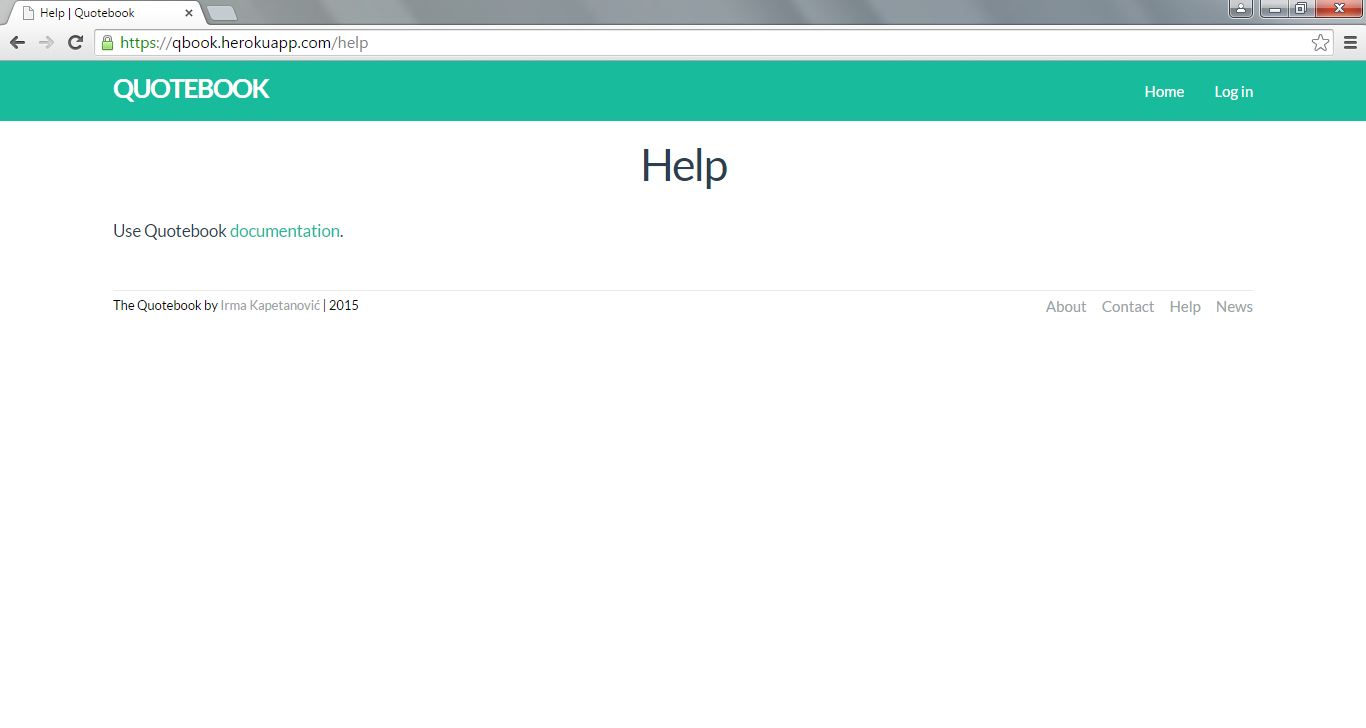 Help | Quotebook
https://qbook.herokuapp.com/help
QUOTEBOOK
Home Log in
Help
Use Quotebook documentation.
The Quotebook by Irma Kapetanović | 2015
About Contact Help News